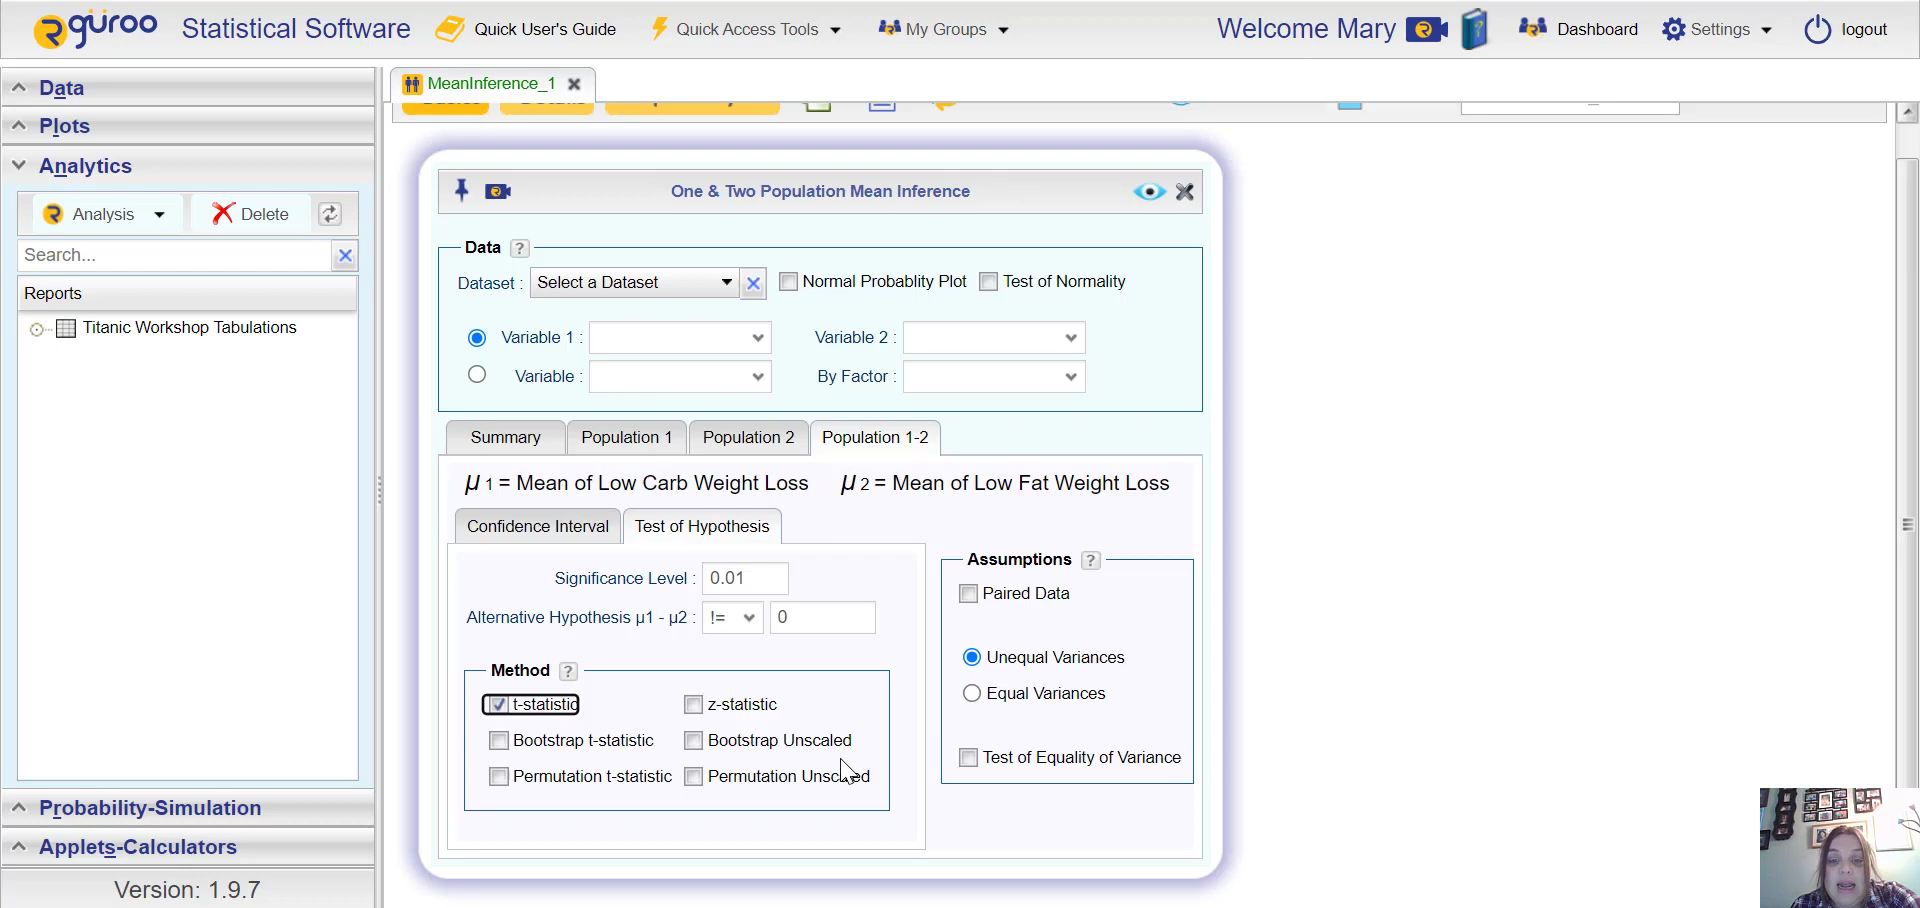 rguroo Statistical Software Quick User's Guide Quick Access Tools My Groups Welcome Mary Dashboard Settings logout
Data
Plots
Analytics
Analysis Delete
Search...
Reports
Titanic Workshop Tabulations
Probability-Simulation
Applets-Calculators
Version: 1.9.7
MeanInference_1
One & Two Population Mean Inference
Data ?
Dataset : Select a Dataset Normal Probablity Plot Test of Normality
Variable 1 : Variable 2 :
Variable : By Factor :
Summary Population 1 Population 2 Population 1-2
μ 1 = Mean of Low Carb Weight Loss μ 2 = Mean of Low Fat Weight Loss
Confidence Interval Test of Hypothesis
Significance Level : 0.01
Alternative Hypothesis μ1 - μ2 : != 0
Method ?
t-statistic z-statistic
Bootstrap t-statistic Bootstrap Unscaled
Permutation t-statistic Permutation Unscaled
Assumptions ?
Paired Data
Unequal Variances
Equal Variances
Test of Equality of Variance